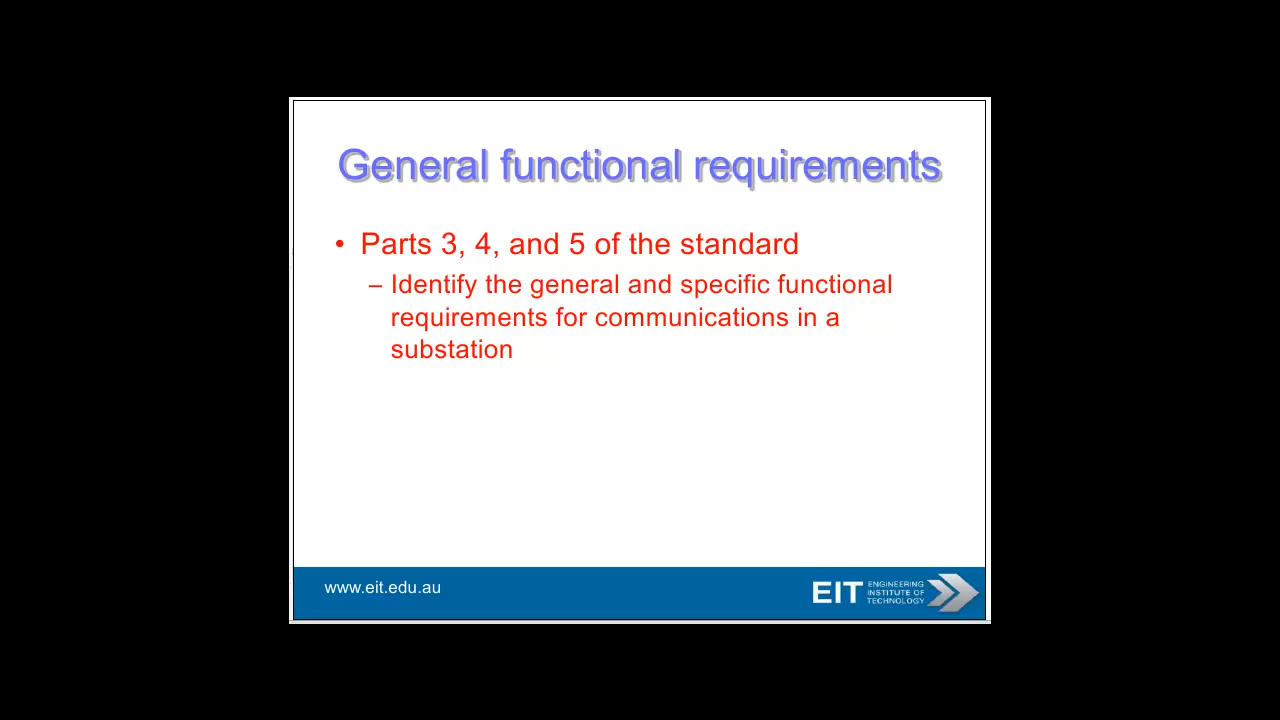 General functional requirements
• Parts 3, 4, and 5 of the standard
– Identify the general and specific functional
requirements for communications in a
substation
www.eit.edu.au
EIT
ENGINEERING
INSTITUTE OF
TECHNOLOGY